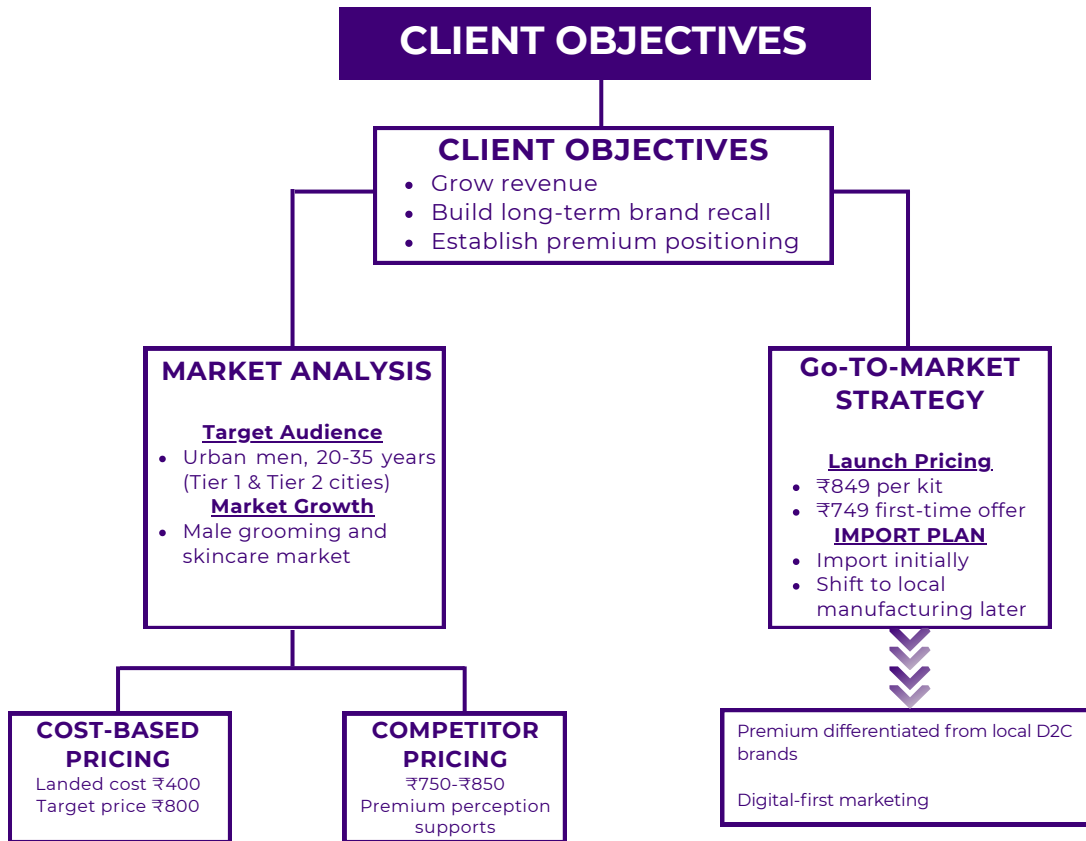 CLIENT OBJECTIVES
CLIENT OBJECTIVES
• Grow revenue
• Build long-term brand recall
• Establish premium positioning
MARKET ANALYSIS
Target Audience
• Urban men, 20-35 years
(Tier 1 & Tier 2 cities)
Market Growth
• Male grooming and
skincare market
Go-TO-MARKET
STRATEGY
Launch Pricing
• ₹849 per kit
• ₹749 first-time offer
IMPORT PLAN
• Import initially
• Shift to local
manufacturing later
COST-BASED
PRICING
Landed cost ₹400
Target price ₹800
COMPETITOR
PRICING
₹750-₹850
Premium perception
supports
Premium differentiated from local D2C
brands
Digital-first marketing